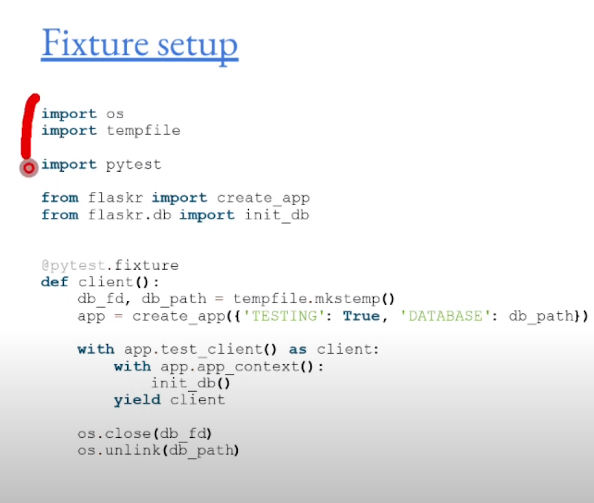 Fixture setup
import os
import tempfile
import pytest
from flaskr import create_app
from flaskr.db import init_db
@pytest.fixture
def client():
    db_fd, db_path = tempfile.mkstemp()
    app = create_app({'TESTING': True, 'DATABASE': db_path})
    with app.test_client() as client:
        with app.app_context():
            init_db()
        yield client
    os.close(db_fd)
    os.unlink(db_path)